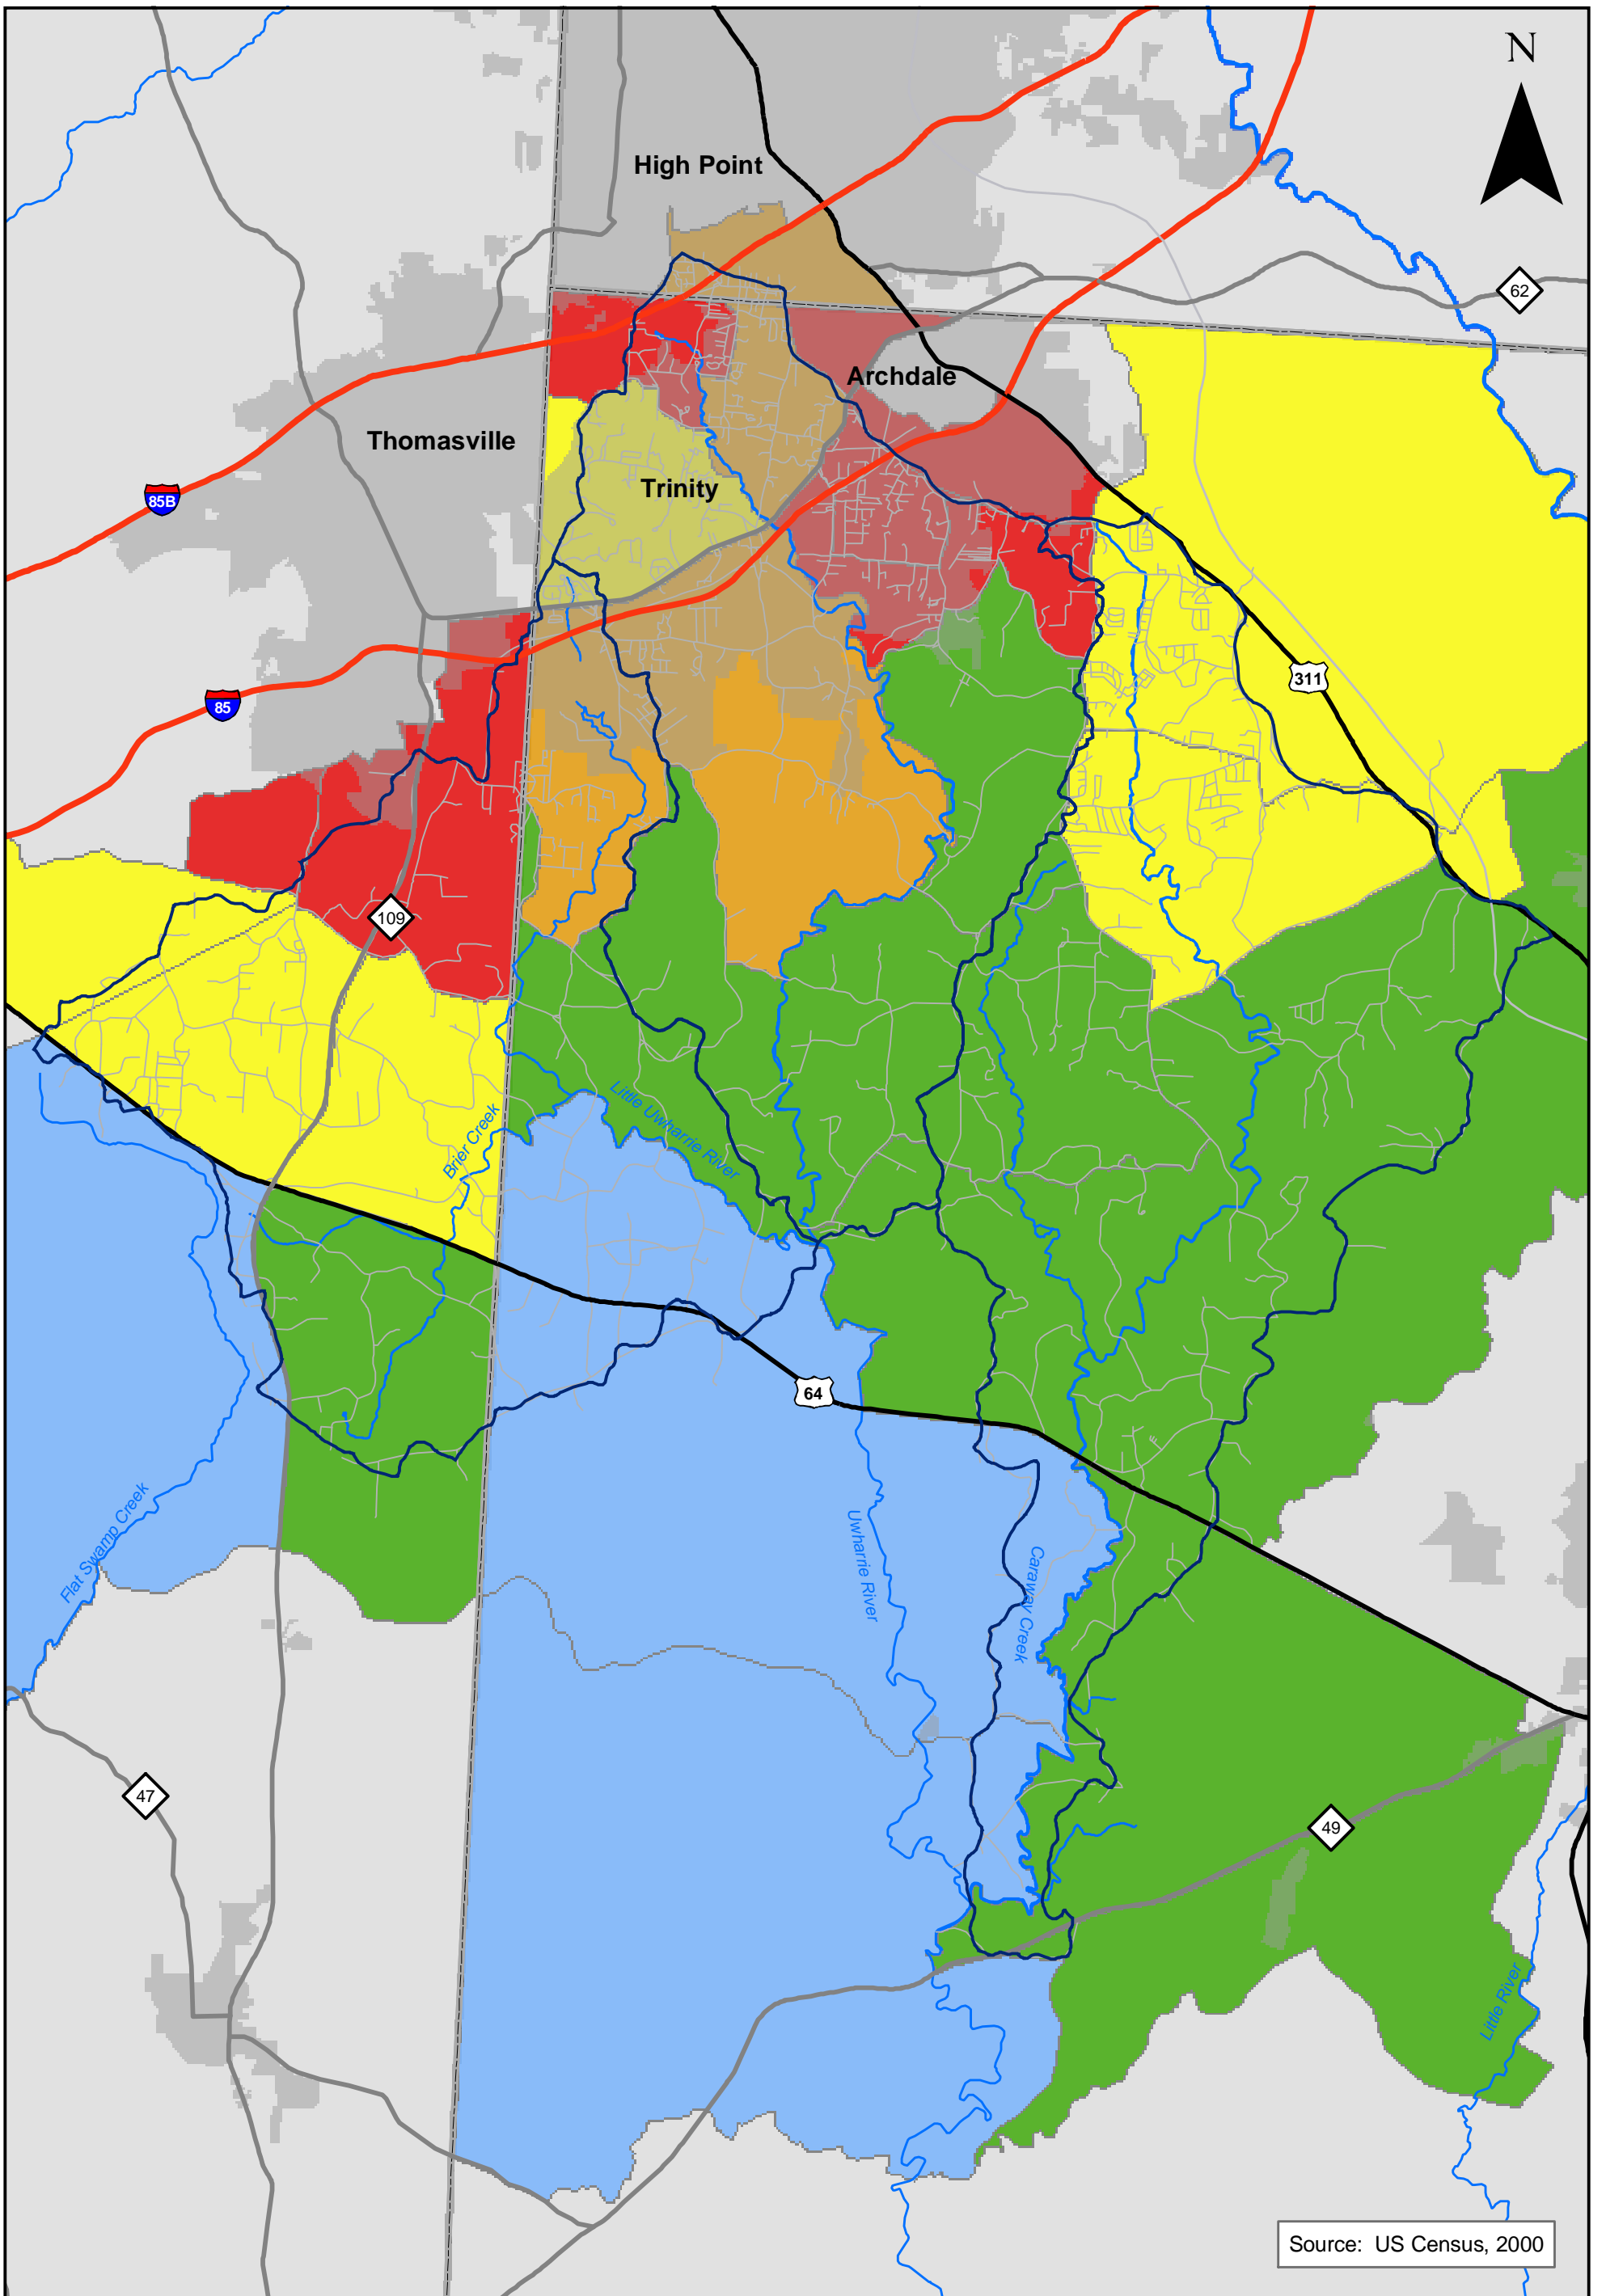 N
High Point
62
Archdale
Thomasville
Trinity
85B
311
85
109
Little Uwharrie River
Brier Creek
64
Flat Swamp Creek
Uwharrie River
Caraway Creek
47
49
Little River
Source: US Census, 2000